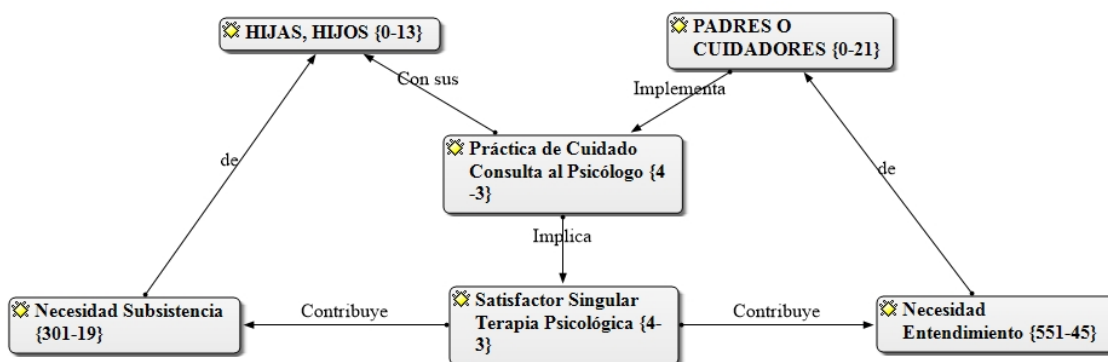 HIJAS, HIJOS {0-13}
PADRES O
CUIDADORES {0-21}
Con sus
Implementa
Práctica de Cuidado
Consulta al Psicólogo {4
-3}
de
de
Implica
Necesidad Subsistencia
{301-19}
Contribuye
Satisfactor Singular
Terapia Psicológica {4-
3}
Contribuye
Necesidad
Entendimiento {551-45}